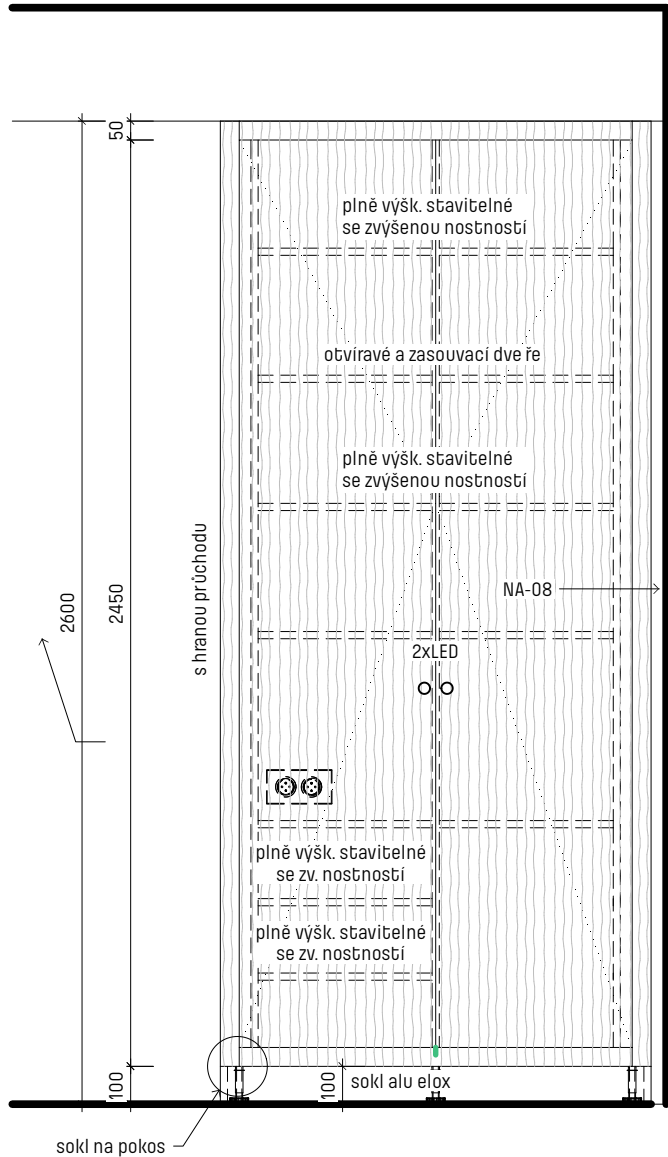 50
plně výšk. stavitelné
se zvýšenou nostností
otvíravé a zasouvací dve ře
plně výšk. stavitelné
se zvýšenou nostností
s hranou průchodu
2600
2450
NA-08
2xLED
plně výšk. stavitelné
se zv. nostností
plně výšk. stavitelné
se zv. nostností
100
100
sokl alu elox
sokl na pokos